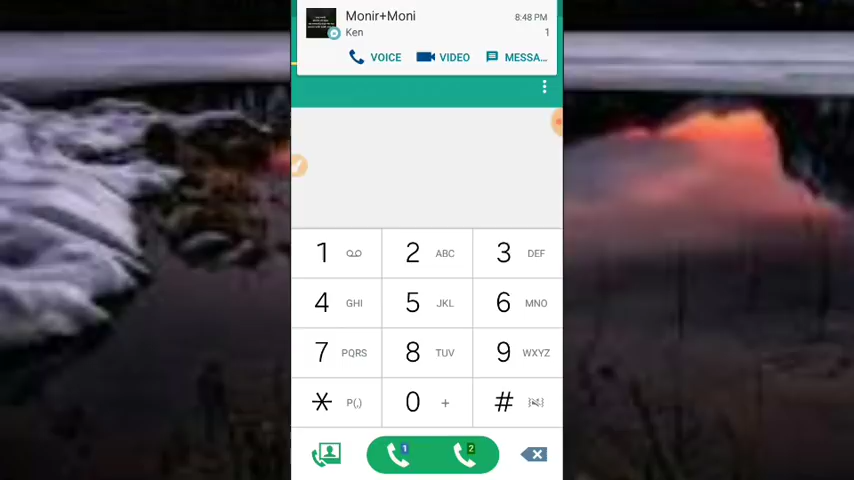 Monir+Moni 8:48 PM
Ken 1
VOICE VIDEO MESSA...
1
2 ABC
3 DEF
4 GHI
5 JKL
6 MNO
7 PQRS
8 TUV
9 WXYZ
* P(,)
0 +
#
1 2